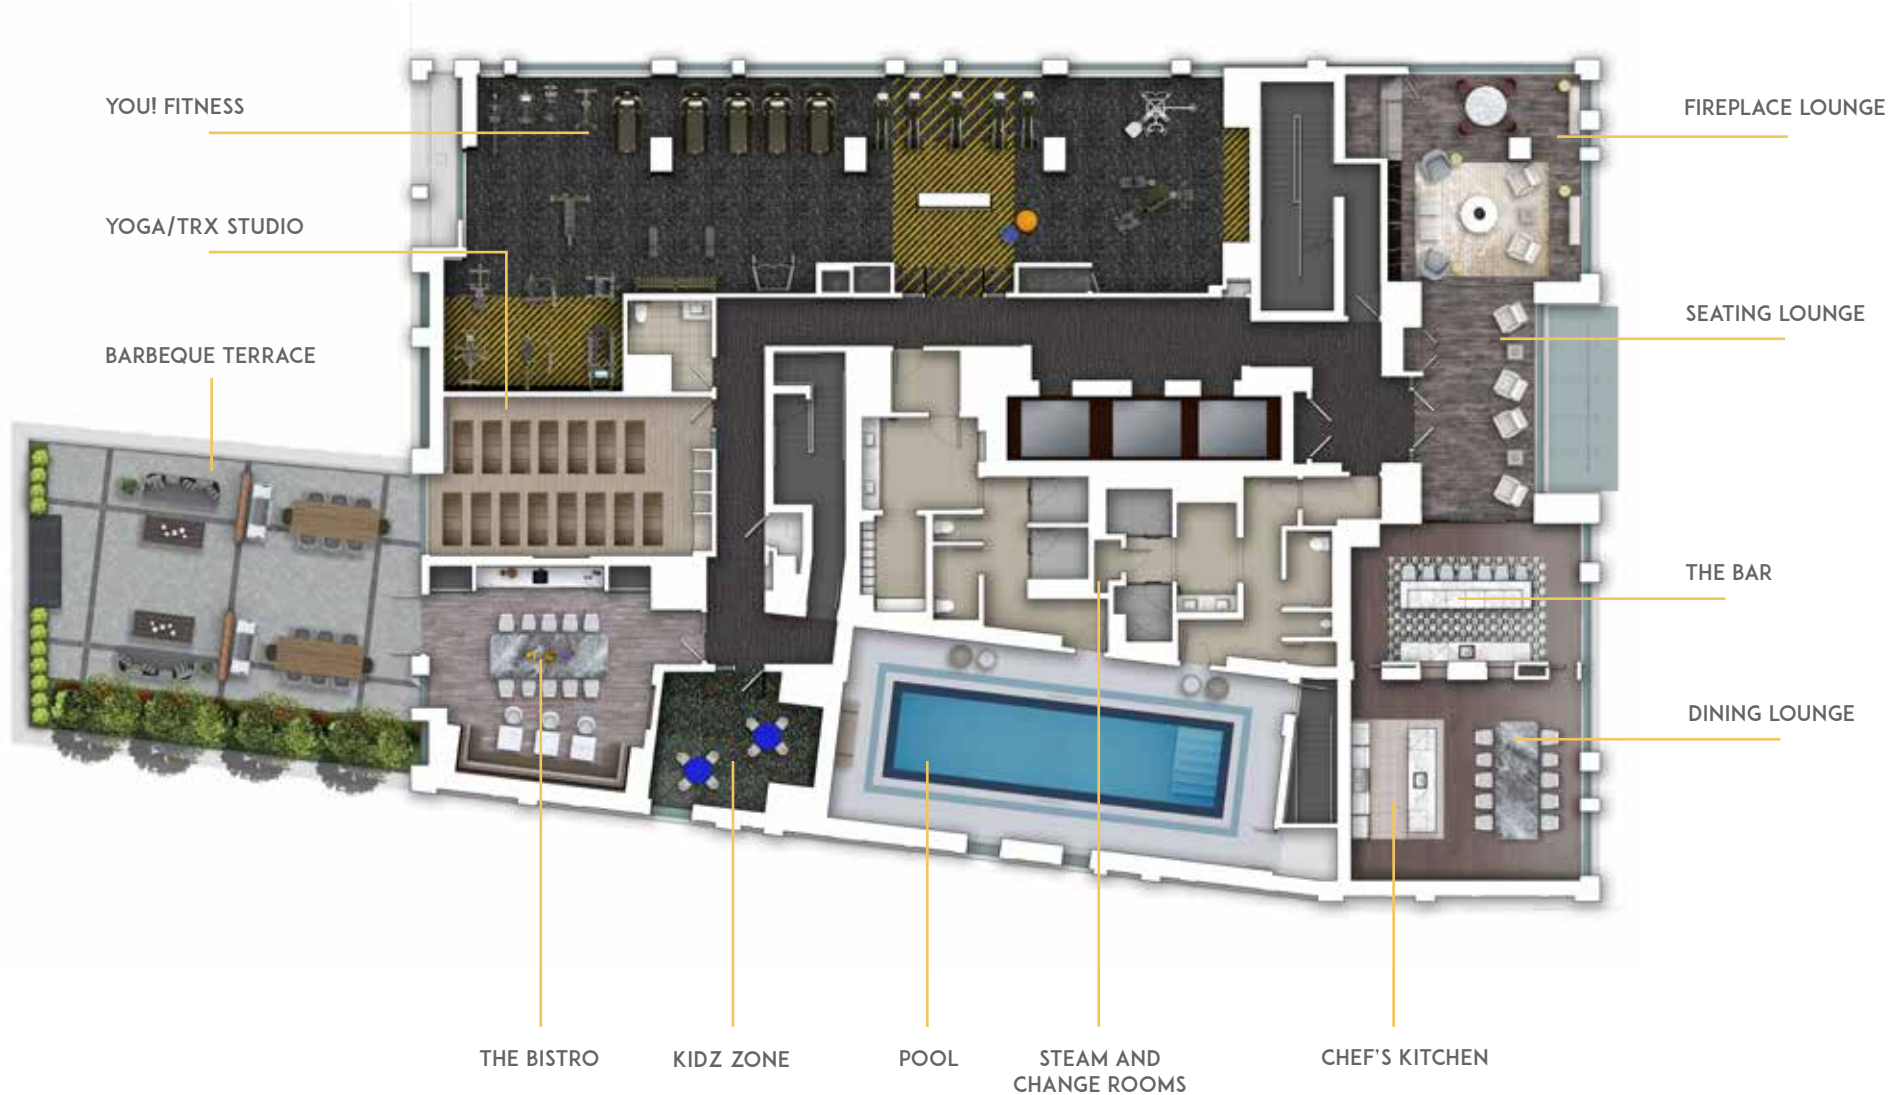 YOU! FITNESS
FIREPLACE LOUNGE
YOGA/TRX STUDIO
SEATING LOUNGE
BARBEQUE TERRACE
THE BAR
DINING LOUNGE
THE BISTRO
KIDZ ZONE
POOL
STEAM AND
CHANGE ROOMS
CHEF'S KITCHEN